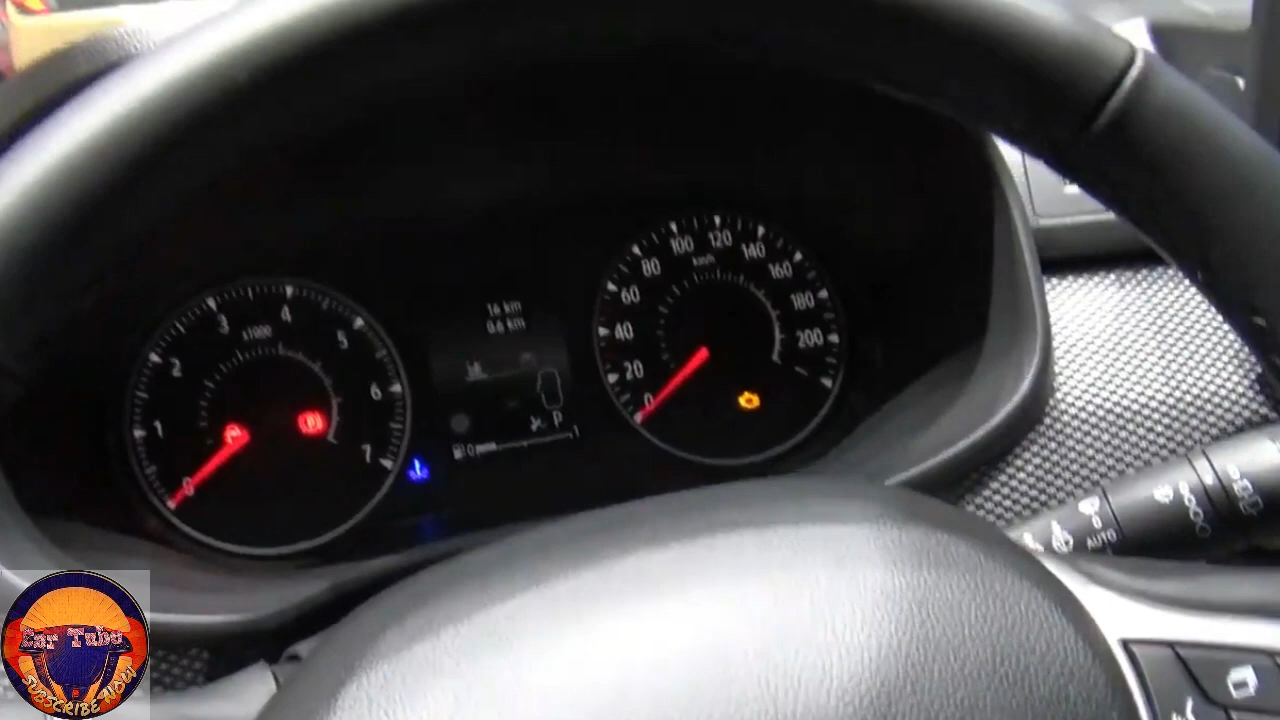 16 km
0.6 km
0 1 2 3 4 5 6 7
x1000
P
P
0 1
0 20 40 60 80 100 120 140 160 180 200
km/h
AUTO
Car Tube
SUBSCRIBE NOW